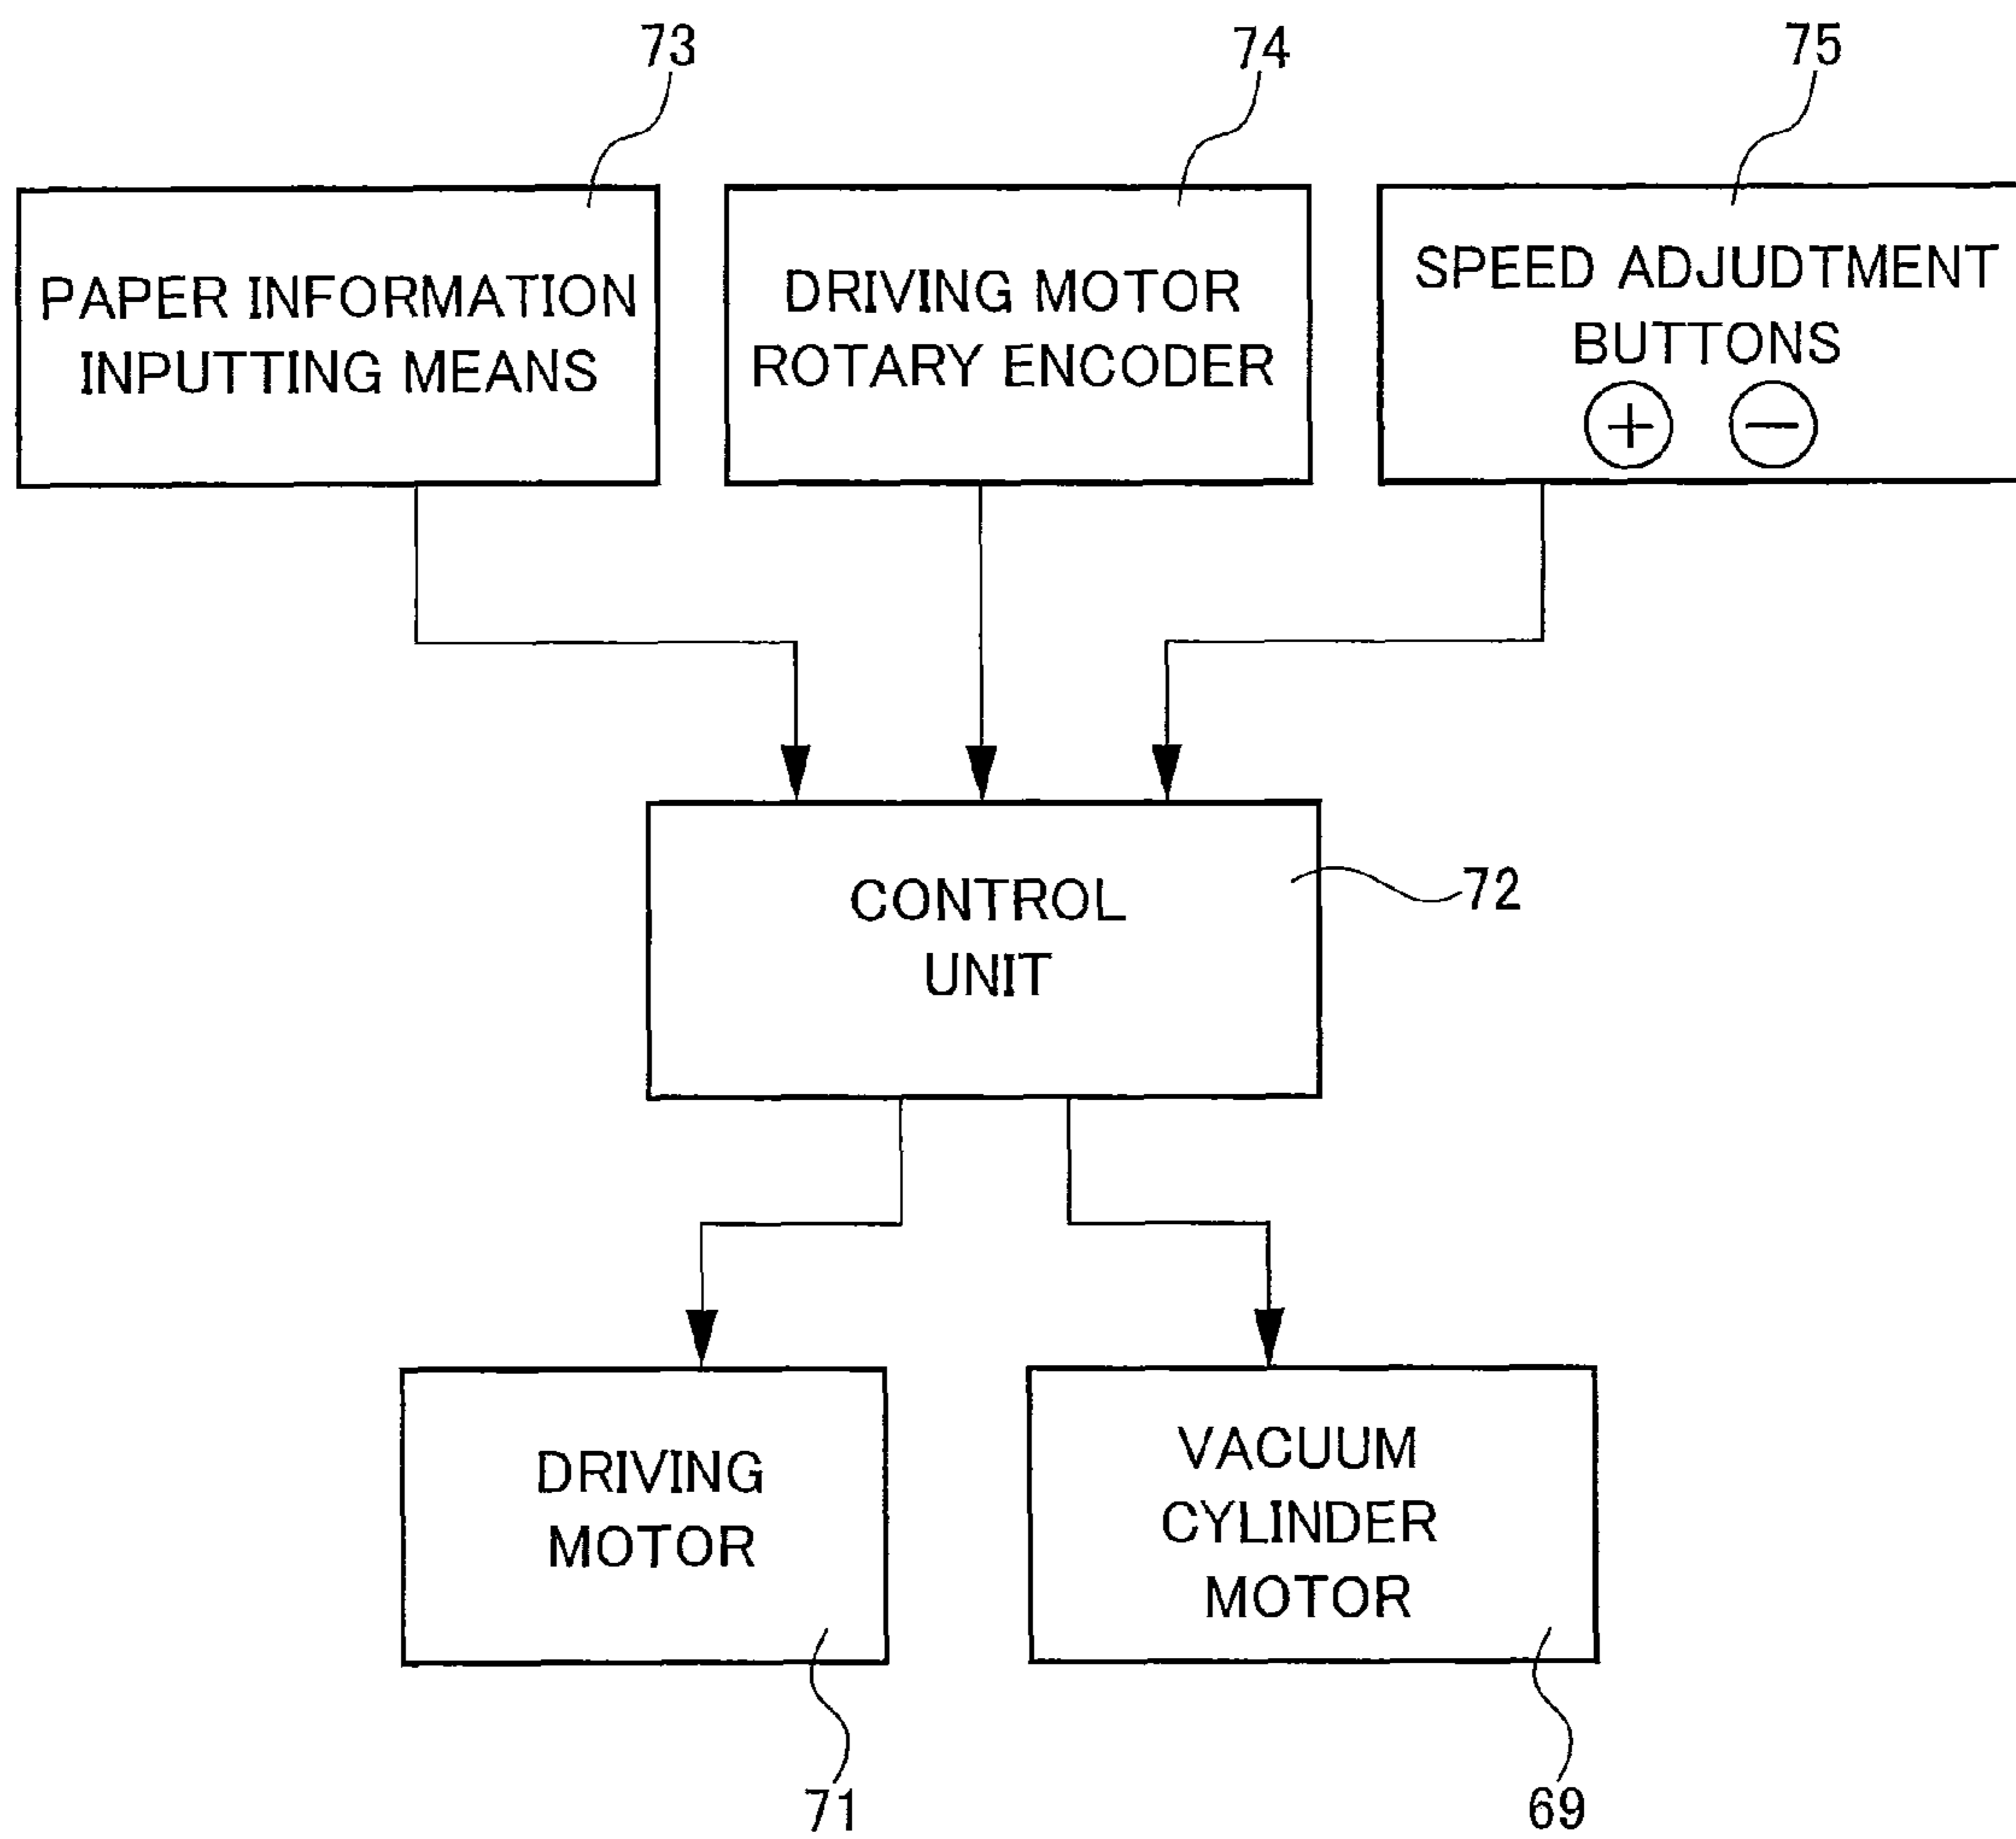 73
74
75
PAPER INFORMATION
INPUTTING MEANS
DRIVING MOTOR
ROTARY ENCODER
SPEED ADJUDTMENT
BUTTONS
+ −
CONTROL
UNIT
72
DRIVING
MOTOR
VACUUM
CYLINDER
MOTOR
71
69